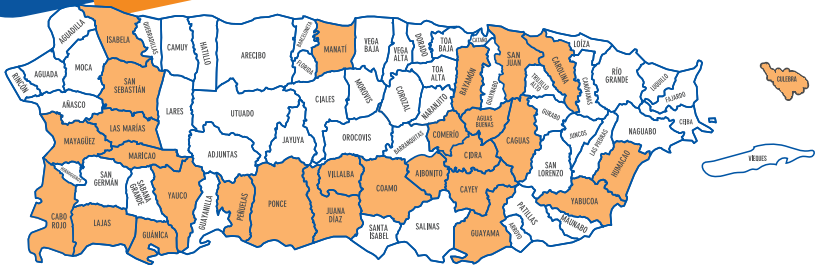 AGUADILLA
ISABELA
QUEBRADILLAS
CAMUY
HATILLO
ARECIBO
BARCELONETA
MANATÍ
VEGA
BAJA
VEGA
ALTA
DORADO
TOA
BAJA
CATAÑO
SAN
JUAN
CAROLINA
LOÍZA
RINCÓN
AGUADA
MOCA
SAN
SEBASTIÁN
FLORIDA
TOA
ALTA
BAYAMÓN
GUAYNABO
TRUJILLO
ALTO
CANÓVANAS
RÍO
GRANDE
LUQUILLO
FAJARDO
CULEBRA
AÑASCO
LARES
UTUADO
CIALES
MOROVIS
COROZAL
NARANJITO
AGUAS
BUENAS
GURABO
CEIBA
MAYAGÜEZ
LAS MARÍAS
ADJUNTAS
JAYUYA
OROCOVIS
BARRANQUITAS
COMERÍO
CIDRA
CAGUAS
JUNCOS
LAS PIEDRAS
NAGUABO
MARICAO
VIEQUES
SAN
GERMÁN
SABANA
GRANDE
YAUCO
GUAYANILLA
PEÑUELAS
PONCE
VILLALBA
COAMO
AIBONITO
CAYEY
SAN
LORENZO
HUMACAO
CABO
ROJO
LAJAS
GUÁNICA
JUANA
DÍAZ
SANTA
ISABEL
SALINAS
GUAYAMA
ARROYO
PATILLAS
YABUCOA
MAUNABO